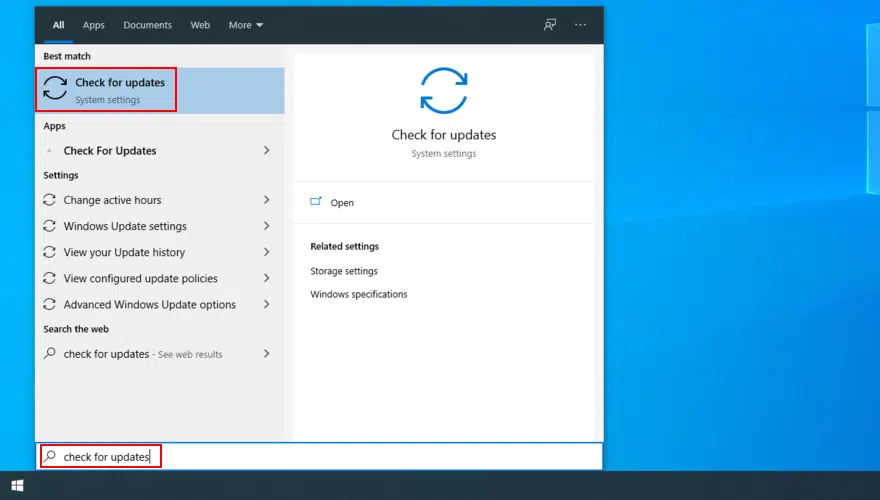 All Apps Documents Web More
Best match
Check for updates
System settings
Apps
Check For Updates
Settings
Change active hours
Windows Update settings
View your Update history
View configured update policies
Advanced Windows Update options
Search the web
check for updates - See web results
check for updates
Check for updates
System settings
Open
Related settings
Storage settings
Windows specifications